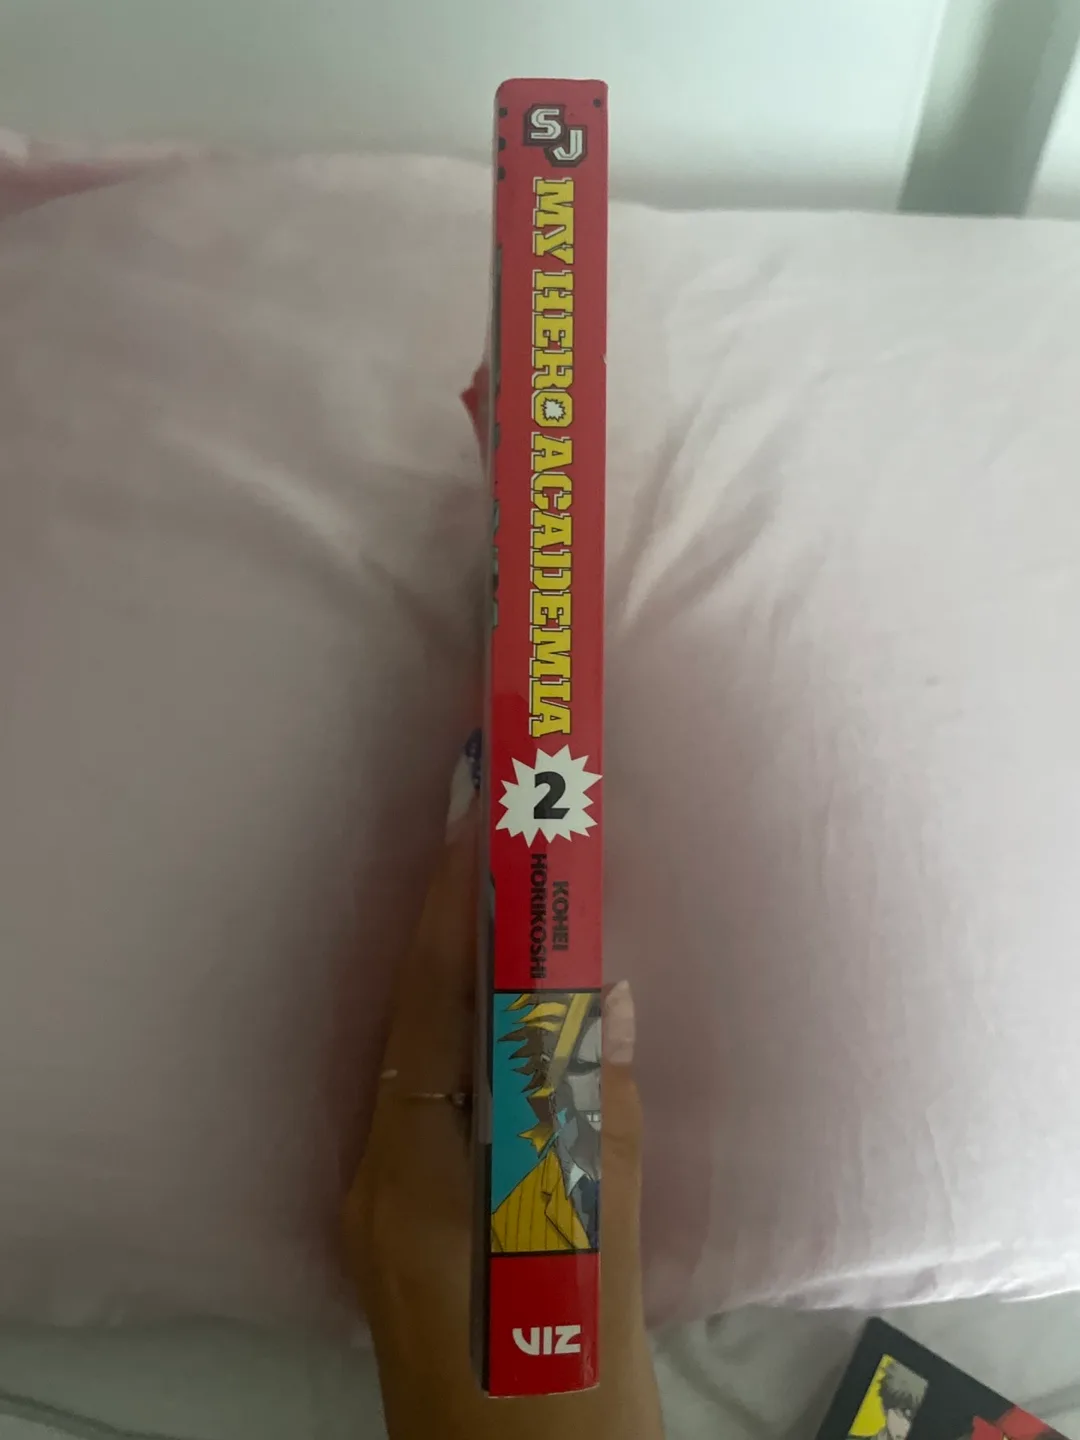 SJ
MY HERO ACADEMIA
2
KOHEI
HORIKOSHI
VIZ